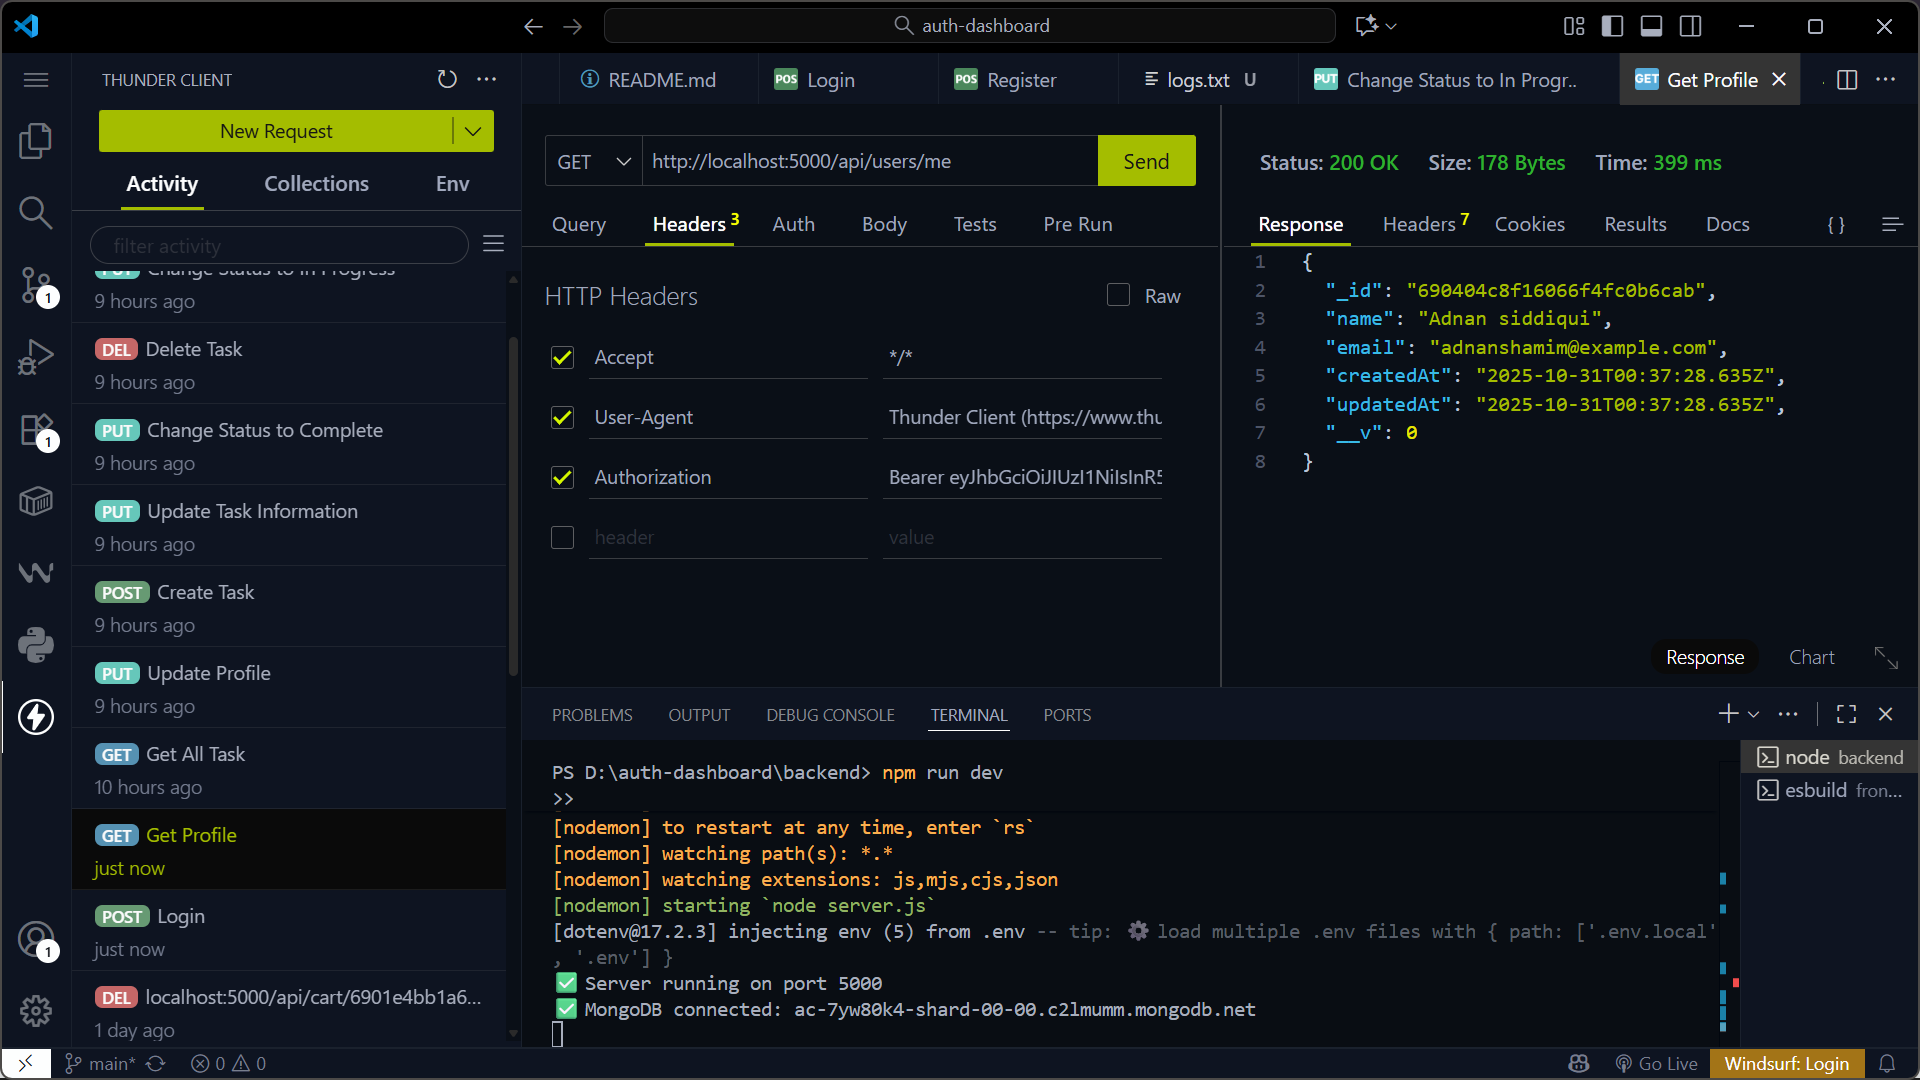 auth-dashboard
THUNDER CLIENT
New Request
Activity Collections Env
filter activity
PUT Change Status to In Progress
9 hours ago
DEL Delete Task
9 hours ago
PUT Change Status to Complete
9 hours ago
PUT Update Task Information
9 hours ago
POST Create Task
9 hours ago
PUT Update Profile
9 hours ago
GET Get All Task
10 hours ago
GET Get Profile
just now
POST Login
just now
DEL localhost:5000/api/cart/6901e4bb1a6...
1 day ago
1
1
1
README.md
POS Login
POS Register
logs.txt U
PUT Change Status to In Progr..
GET Get Profile
GET http://localhost:5000/api/users/me Send
Query Headers 3 Auth Body Tests Pre Run
HTTP Headers Raw
Accept */*
User-Agent Thunder Client (https://www.thu
Authorization Bearer eyJhbGciOiJIUzI1NiIsInR5
header value
Status: 200 OK Size: 178 Bytes Time: 399 ms
Response Headers 7 Cookies Results Docs { }
1 {
2 "_id": "690404c8f16066f4fc0b6cab",
3 "name": "Adnan siddiqui",
4 "email": "adnanshamim@example.com",
5 "createdAt": "2025-10-31T00:37:28.635Z",
6 "updatedAt": "2025-10-31T00:37:28.635Z",
7 "__v": 0
8 }
Response Chart
PROBLEMS OUTPUT DEBUG CONSOLE TERMINAL PORTS
PS D:\auth-dashboard\backend> npm run dev
>>
[nodemon] to restart at any time, enter `rs`
[nodemon] watching path(s): *.*
[nodemon] watching extensions: js,mjs,cjs,json
[nodemon] starting `node server.js`
[dotenv@17.2.3] injecting env (5) from .env -- tip: ⚙ load multiple .env files with { path: ['.env.local'
, '.env'] }
✅ Server running on port 5000
✅ MongoDB connected: ac-7yw80k4-shard-00-00.c2lmumm.mongodb.net
node backend
esbuild fron...
main* 0 0 Go Live Windsurf: Login